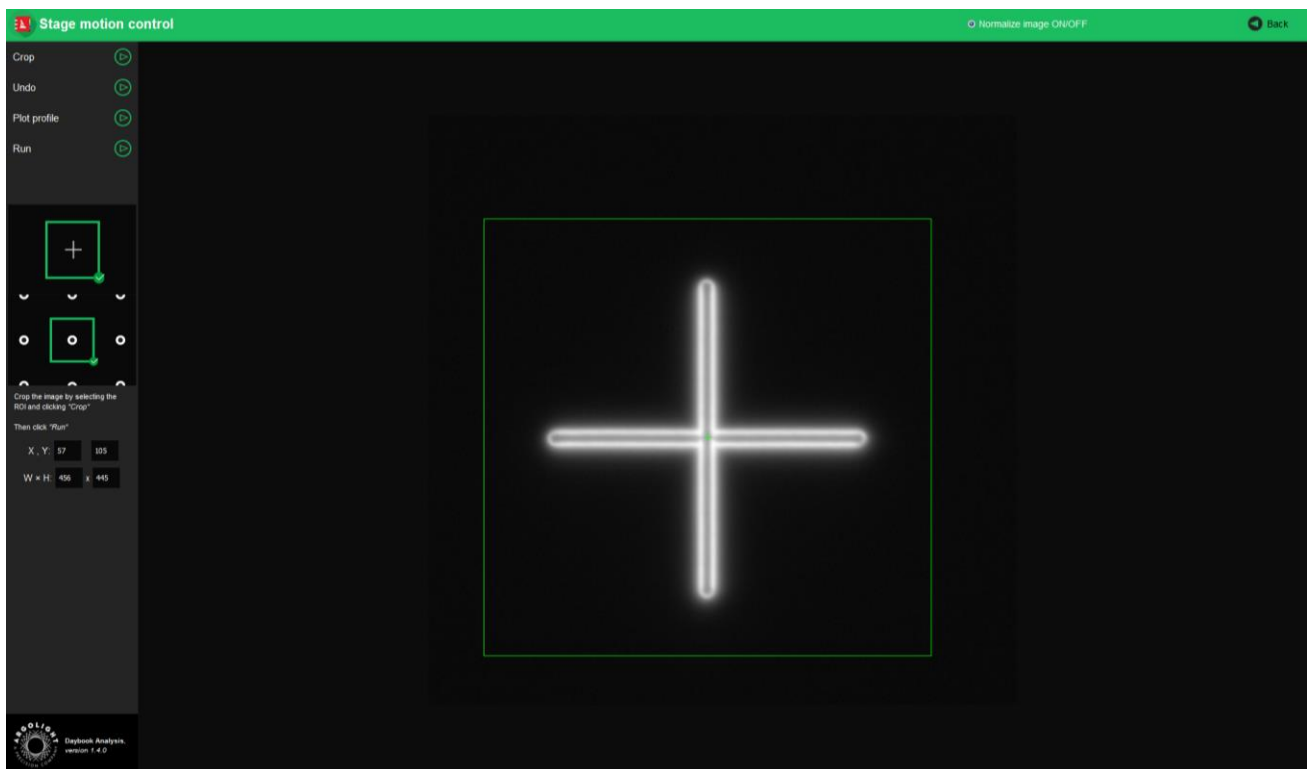 Stage motion control
Normalize image ON/OFF
Back
Crop
Undo
Plot profile
Run
Crop the image by selecting the
ROI and clicking "Crop"
Then click "Run"
X , Y: 57 105
W × H: 456 x 445
ARGOLIGHT
Daybook Analysis.
version 1.4.0